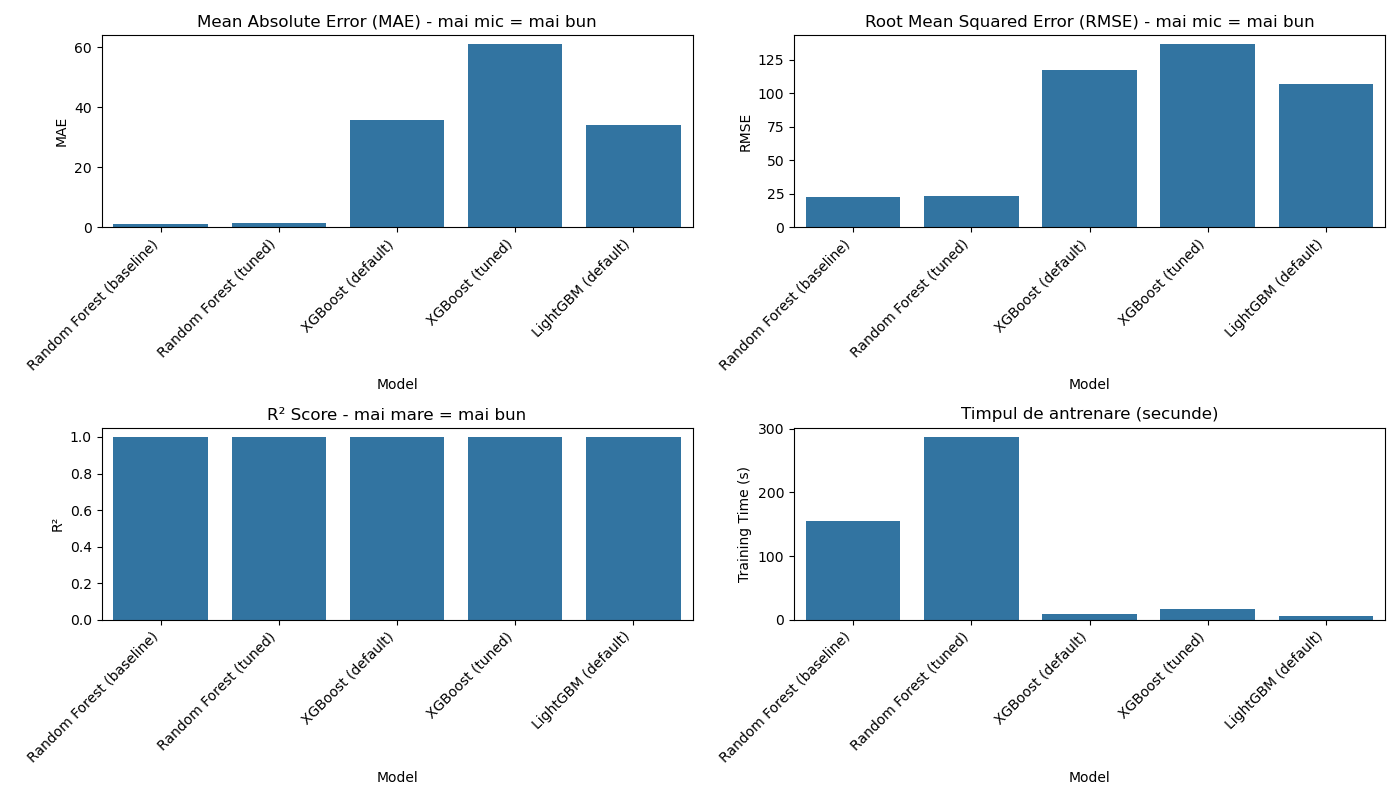 Mean Absolute Error (MAE) - mai mic = mai bun
60
40
20
0
MAE
Random Forest (baseline)
Random Forest (tuned)
XGBoost (default)
XGBoost (tuned)
LightGBM (default)
Model
Root Mean Squared Error (RMSE) - mai mic = mai bun
125
100
75
50
25
0
RMSE
Random Forest (baseline)
Random Forest (tuned)
XGBoost (default)
XGBoost (tuned)
LightGBM (default)
Model
R² Score - mai mare = mai bun
1.0
0.8
0.6
0.4
0.2
0.0
R²
Random Forest (baseline)
Random Forest (tuned)
XGBoost (default)
XGBoost (tuned)
LightGBM (default)
Model
Timpul de antrenare (secunde)
300
200
100
0
Training Time (s)
Random Forest (baseline)
Random Forest (tuned)
XGBoost (default)
XGBoost (tuned)
LightGBM (default)
Model